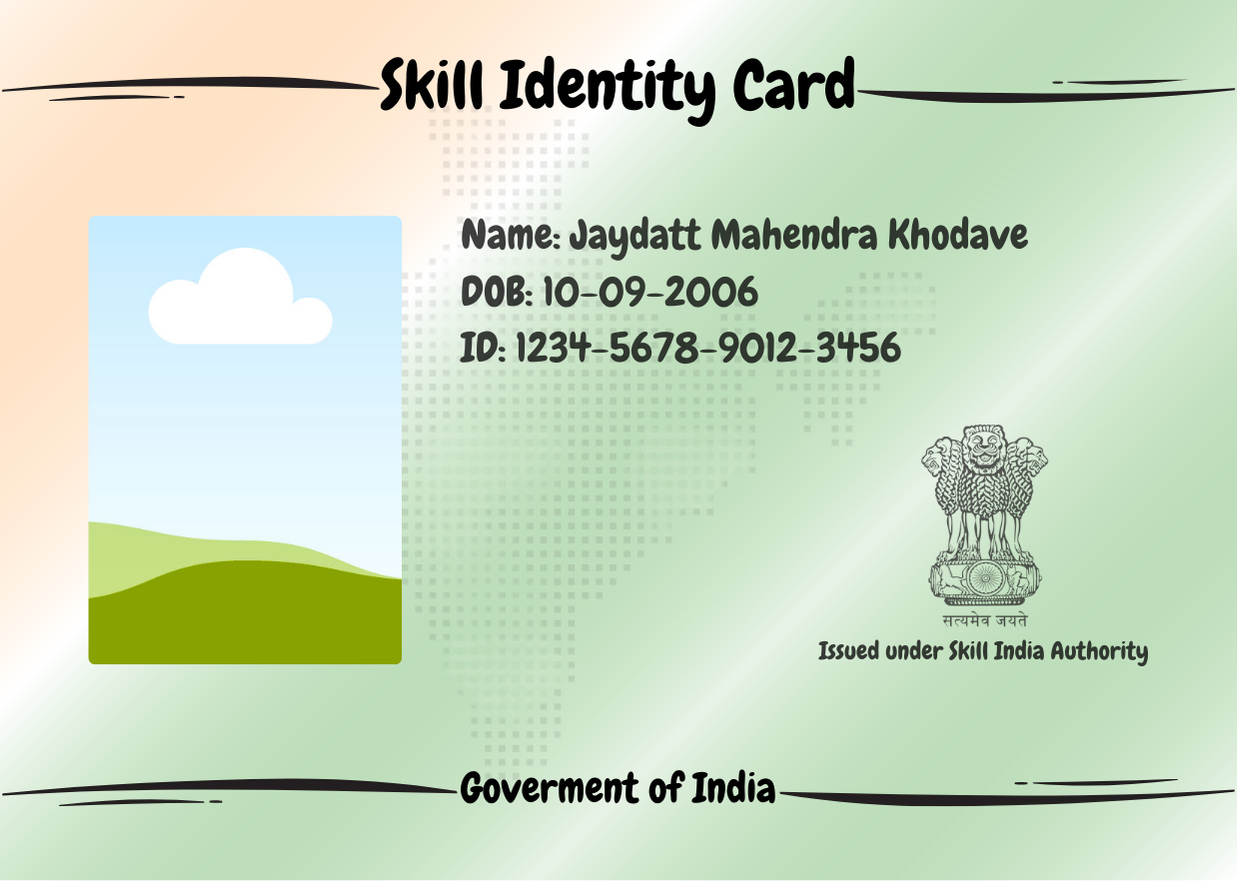 Skill Identity Card
Name: Jaydatt Mahendra Khodave
DOB: 10-09-2006
ID: 1234-5678-9012-3456
सत्यमेव जयते
Issued under Skill India Authority
Goverment of India